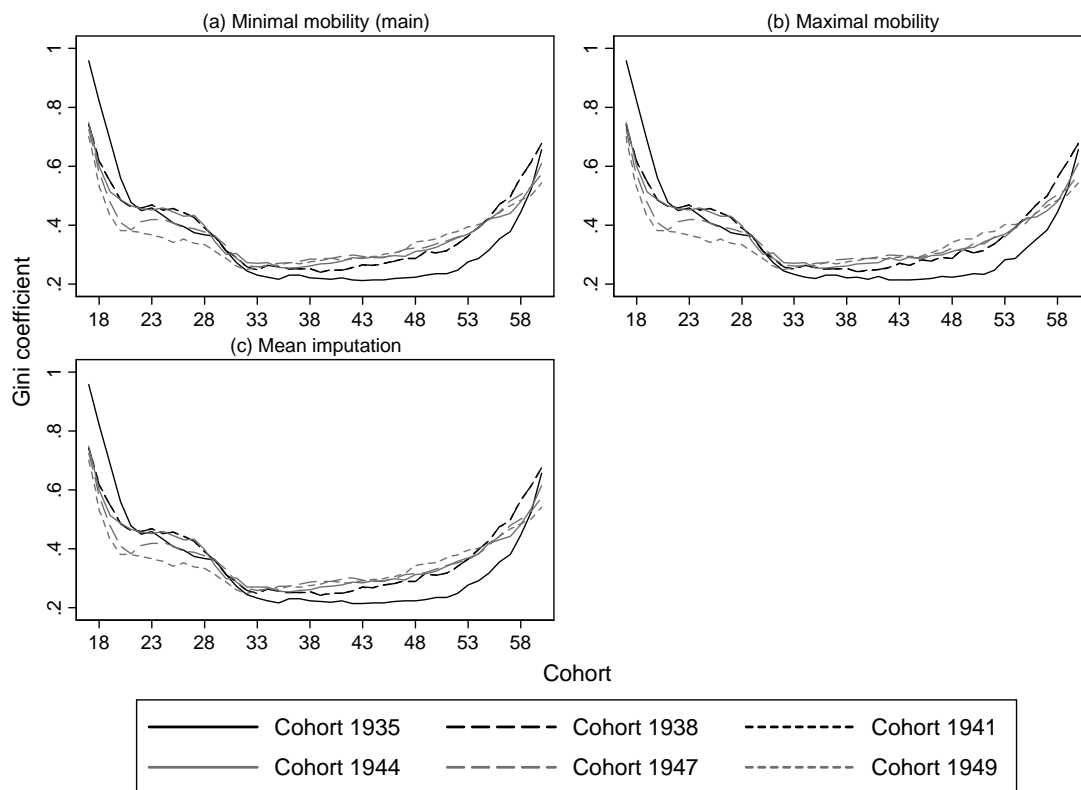 (a) Minimal mobility (main)
(b) Maximal mobility
1
.8
.6
.4
.2
18 23 28 33 38 43 48 53 58
1
.8
.6
.4
.2
18 23 28 33 38 43 48 53 58
(c) Mean imputation
1
.8
.6
.4
.2
18 23 28 33 38 43 48 53 58
Gini coefficient
Cohort
Cohort 1935 Cohort 1938 Cohort 1941
Cohort 1944 Cohort 1947 Cohort 1949